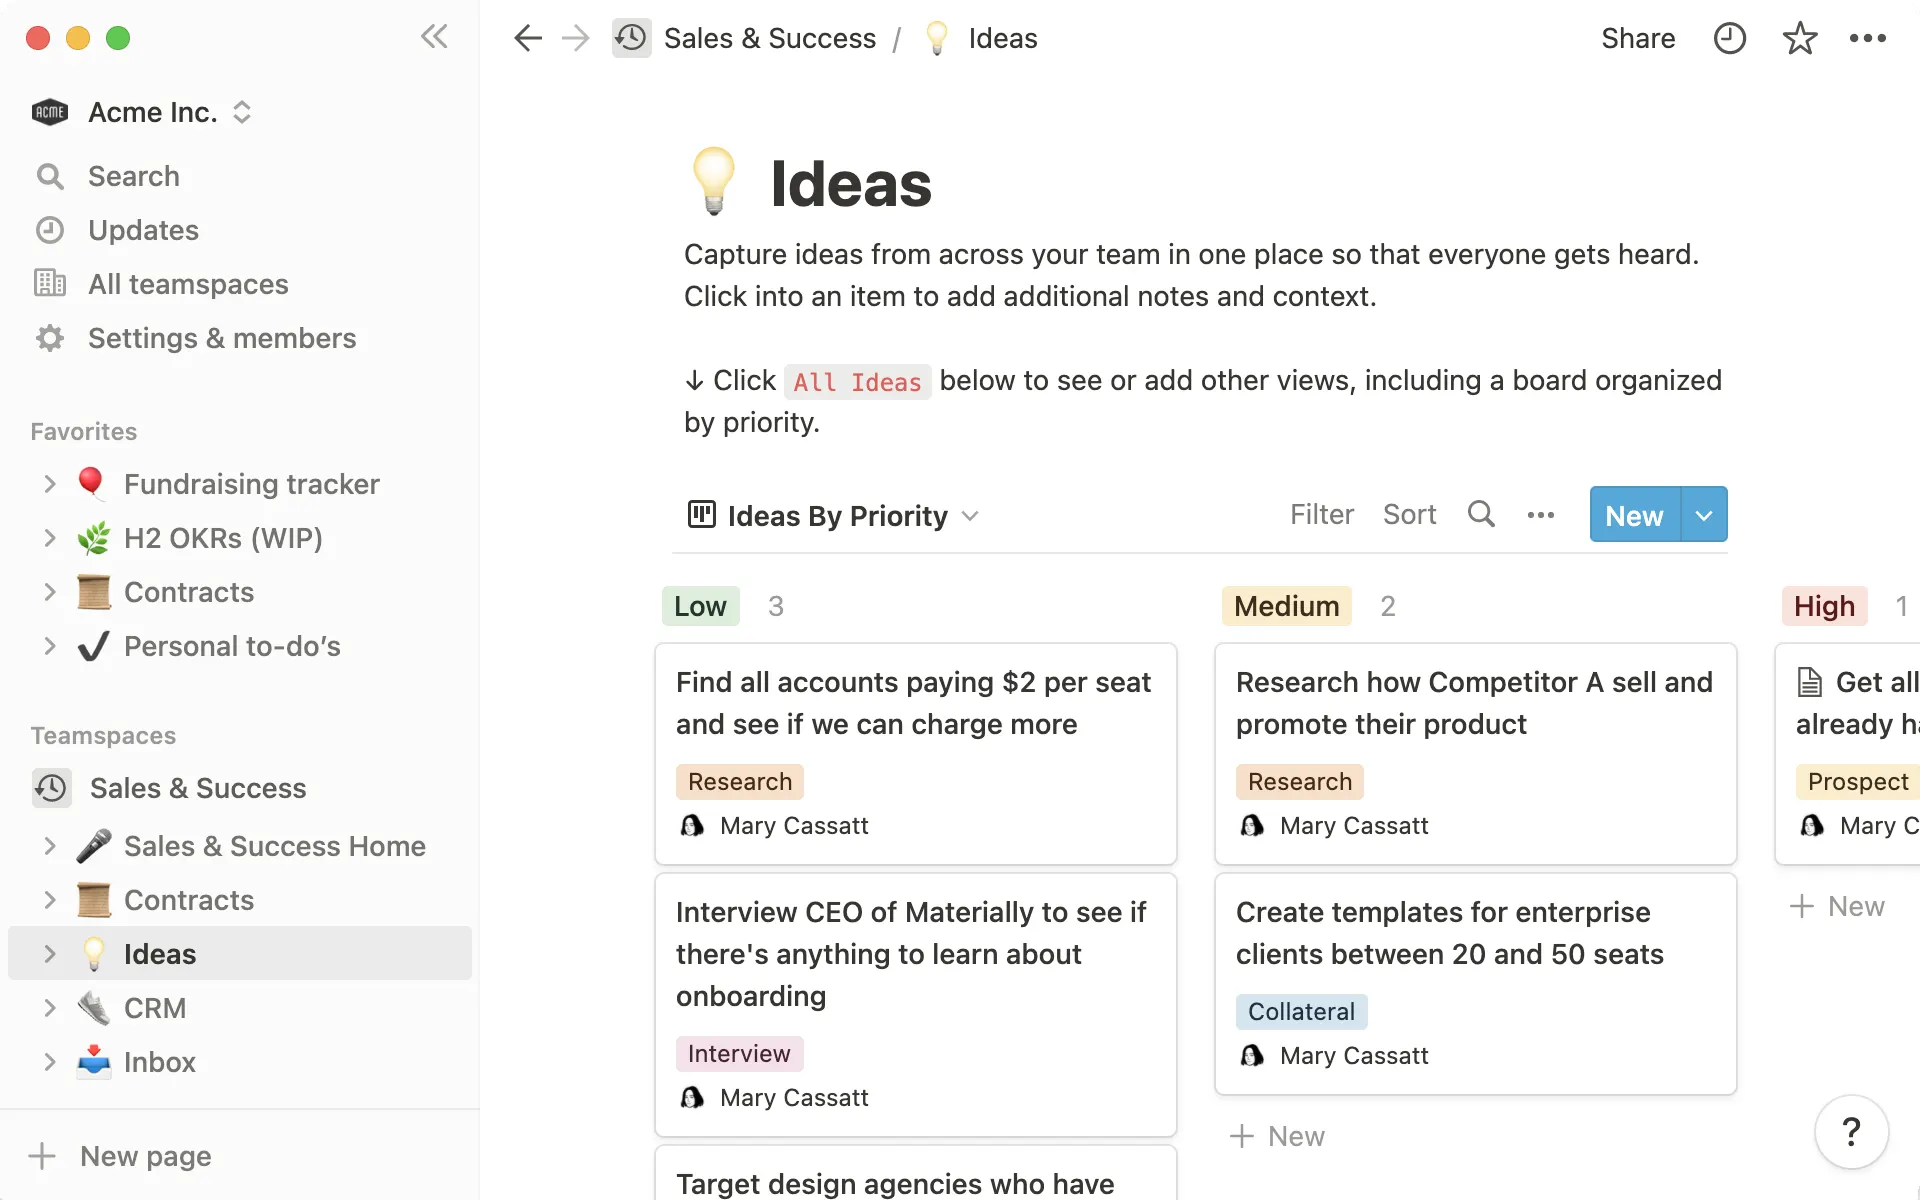 Sales & Success / Ideas
Share
ACME Acme Inc.
Search
Updates
All teamspaces
Settings & members
Favorites
Fundraising tracker
H2 OKRs (WIP)
Contracts
Personal to-do’s
Teamspaces
Sales & Success
Sales & Success Home
Contracts
Ideas
CRM
Inbox
New page
Ideas
Capture ideas from across your team in one place so that everyone gets heard.
Click into an item to add additional notes and context.
↓ Click All Ideas below to see or add other views, including a board organized
by priority.
Ideas By Priority
Filter Sort New
Low 3
Find all accounts paying $2 per seat
and see if we can charge more
Research
Mary Cassatt
Interview CEO of Materially to see if
there's anything to learn about
onboarding
Interview
Mary Cassatt
Target design agencies who have
Medium 2
Research how Competitor A sell and
promote their product
Research
Mary Cassatt
Create templates for enterprise
clients between 20 and 50 seats
Collateral
Mary Cassatt
New
High 1
Get all
already
Prospect
Mary C
New
?